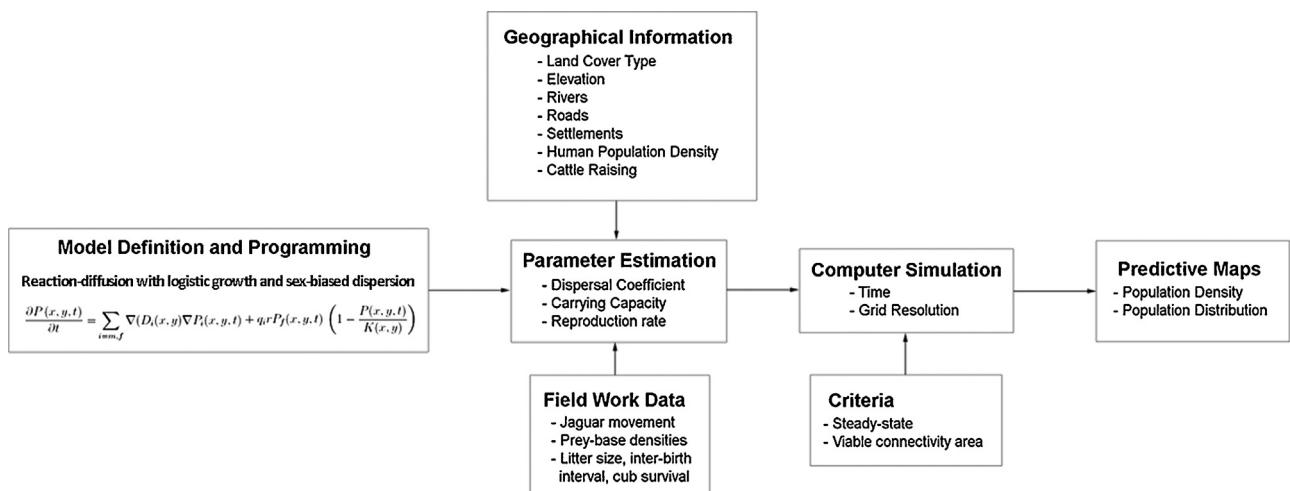 Geographical Information
- Land Cover Type
- Elevation
- Rivers
- Roads
- Settlements
- Human Population Density
- Cattle Raising
Model Definition and Programming
Reaction-diffusion with logistic growth and sex-biased dispersion
∂P(x, y, t)/∂t = ∑_{i=m,f} ∇(D_i(x, y)∇P_i(x, y, t) + q_i r P_f(x, y, t) (1 − P(x, y, t)/K(x, y))
Parameter Estimation
- Dispersal Coefficient
- Carrying Capacity
- Reproduction rate
Field Work Data
- Jaguar movement
- Prey-base densities
- Litter size, inter-birth
interval, cub survival
Computer Simulation
- Time
- Grid Resolution
Criteria
- Steady-state
- Viable connectivity area
Predictive Maps
- Population Density
- Population Distribution